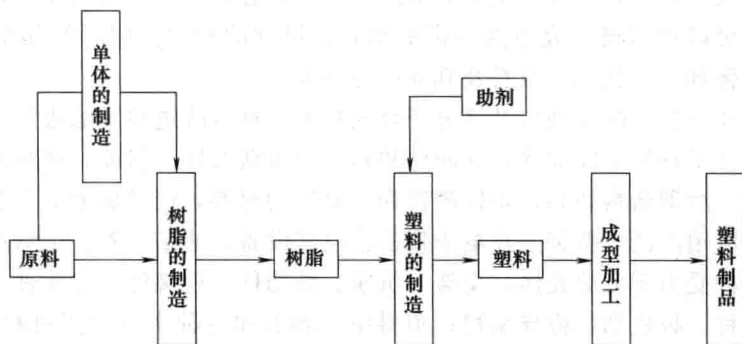 单体的制造
助剂
原料
树脂的制造
树脂
塑料的制造
塑料
成型加工
塑料制品